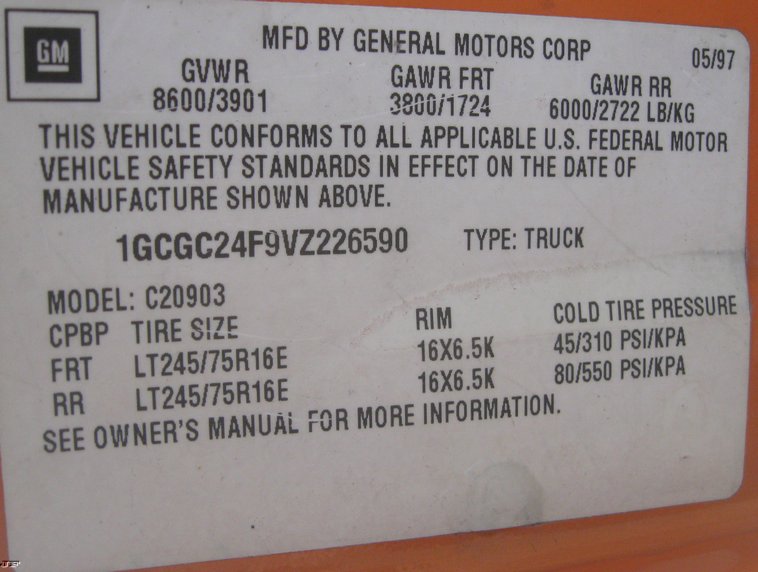 GM
MFD BY GENERAL MOTORS CORP 05/97
GVWR GAWR FRT GAWR RR
8600/3901 3800/1724 6000/2722 LB/KG
THIS VEHICLE CONFORMS TO ALL APPLICABLE U.S. FEDERAL MOTOR
VEHICLE SAFETY STANDARDS IN EFFECT ON THE DATE OF
MANUFACTURE SHOWN ABOVE.
1GCGC24F9VZ226590 TYPE: TRUCK
MODEL: C20903
CPBP TIRE SIZE RIM COLD TIRE PRESSURE
FRT LT245/75R16E 16X6.5K 45/310 PSI/KPA
RR LT245/75R16E 16X6.5K 80/550 PSI/KPA
SEE OWNER'S MANUAL FOR MORE INFORMATION.